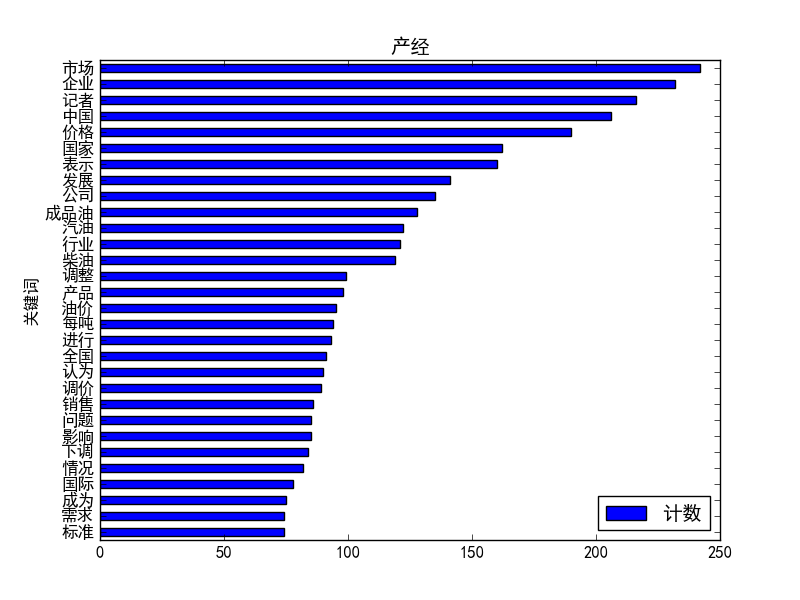 产经
关键词
市场
企业
记者
中国
价格
国家
表示
发展
公司
成品油
汽油
行业
柴油
调整
产品
油价
每吨
进行
全国
认为
调价
销售
问题
影响
下调
情况
国际
成为
需求
标准
计数
0 50 100 150 200 250